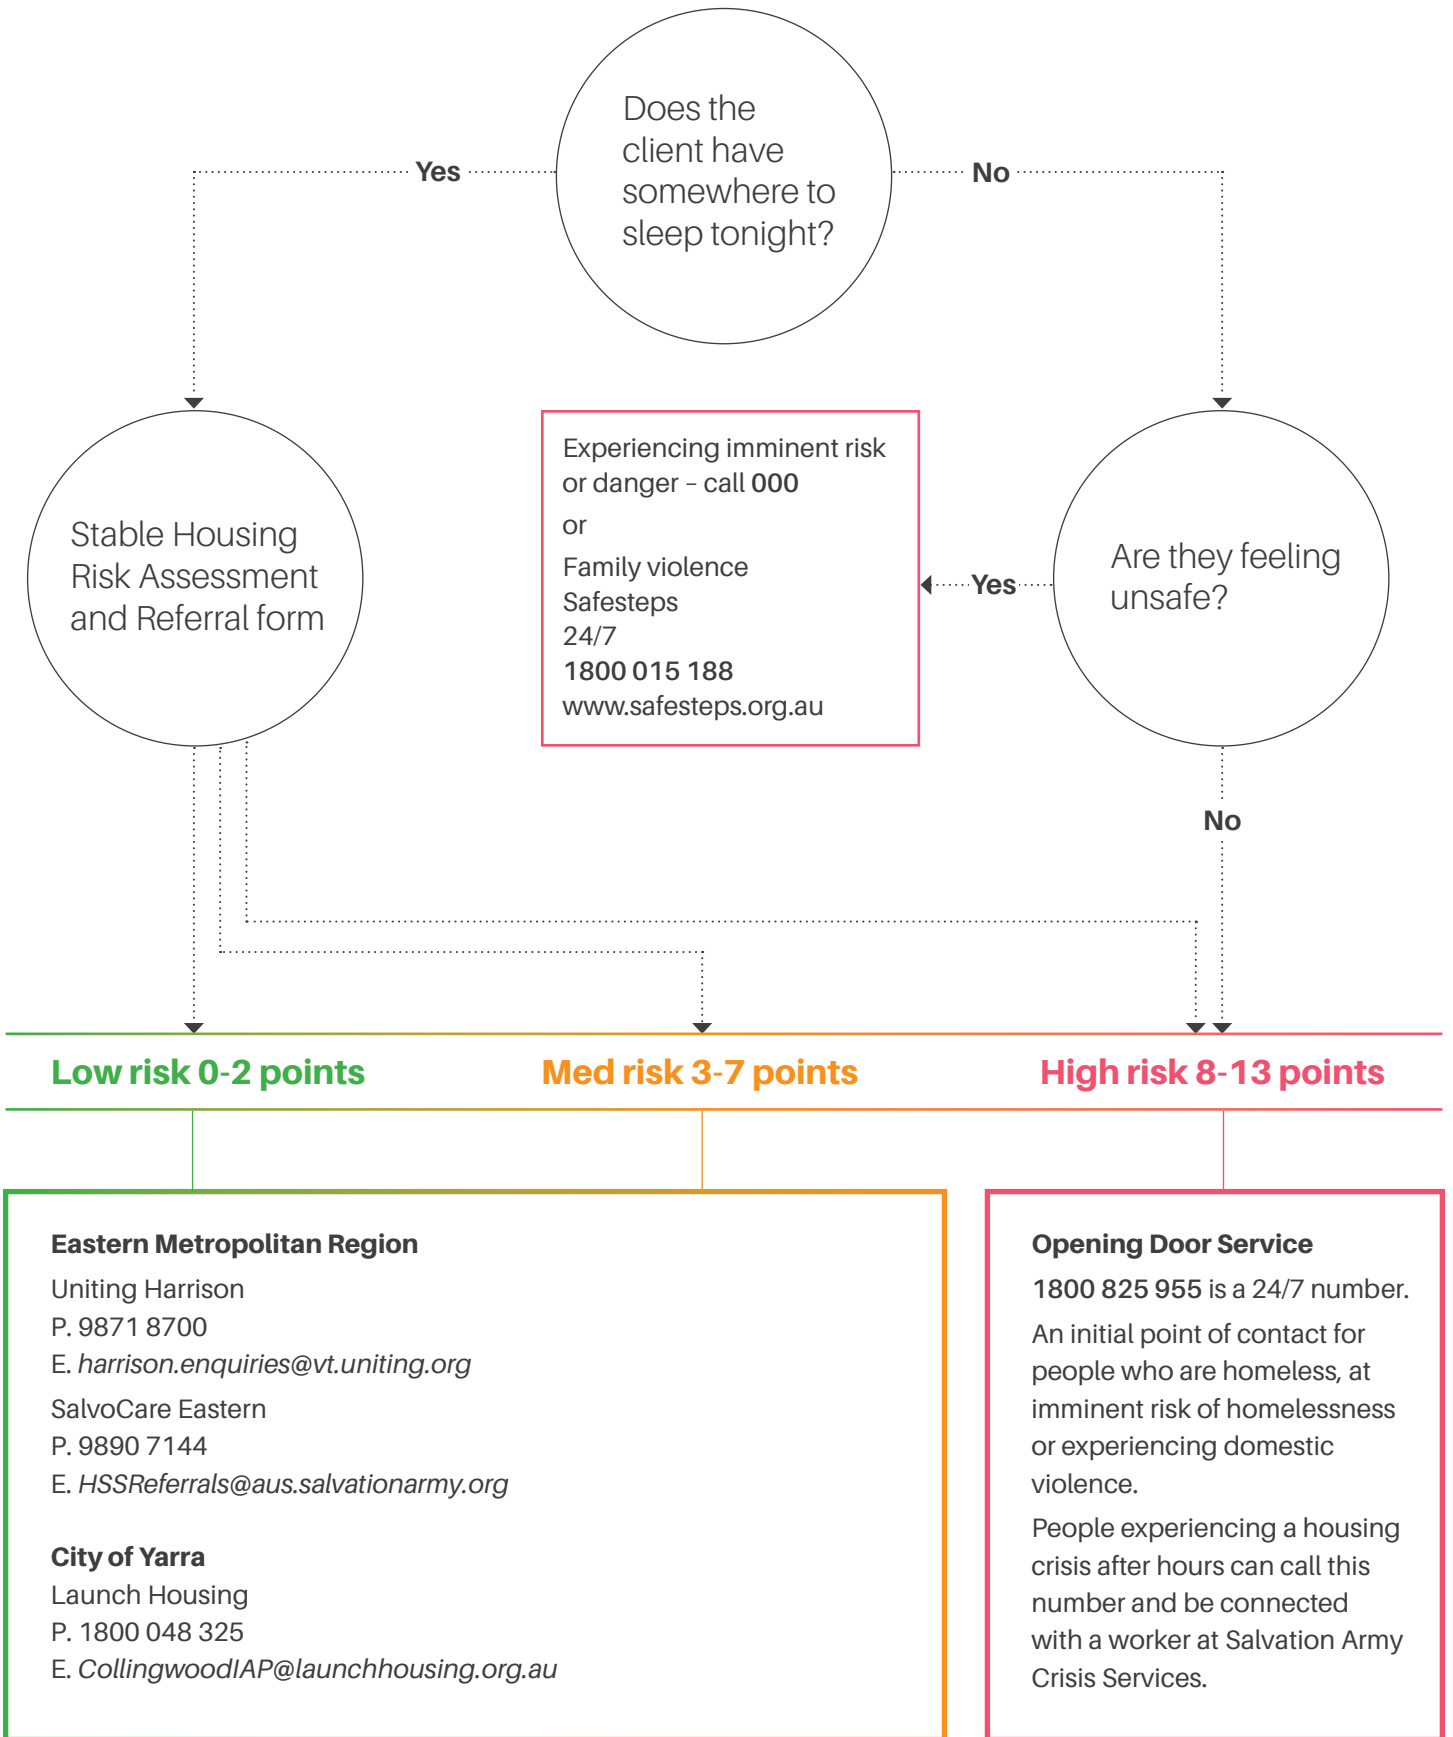 Does the
client have
somewhere to
sleep tonight?
Yes
No
Stable Housing
Risk Assessment
and Referral form
Experiencing imminent risk
or danger – call 000
or
Family violence
Safesteps
24/7
1800 015 188
www.safesteps.org.au
Yes
Are they feeling
unsafe?
No
Low risk 0-2 points
Med risk 3-7 points
High risk 8-13 points
Eastern Metropolitan Region
Uniting Harrison
P. 9871 8700
E. harrison.enquiries@vt.uniting.org
SalvoCare Eastern
P. 9890 7144
E. HSSReferrals@aus.salvationarmy.org
City of Yarra
Launch Housing
P. 1800 048 325
E. CollingwoodIAP@launchhousing.org.au
Opening Door Service
1800 825 955 is a 24/7 number.
An initial point of contact for
people who are homeless, at
imminent risk of homelessness
or experiencing domestic
violence.
People experiencing a housing
crisis after hours can call this
number and be connected
with a worker at Salvation Army
Crisis Services.